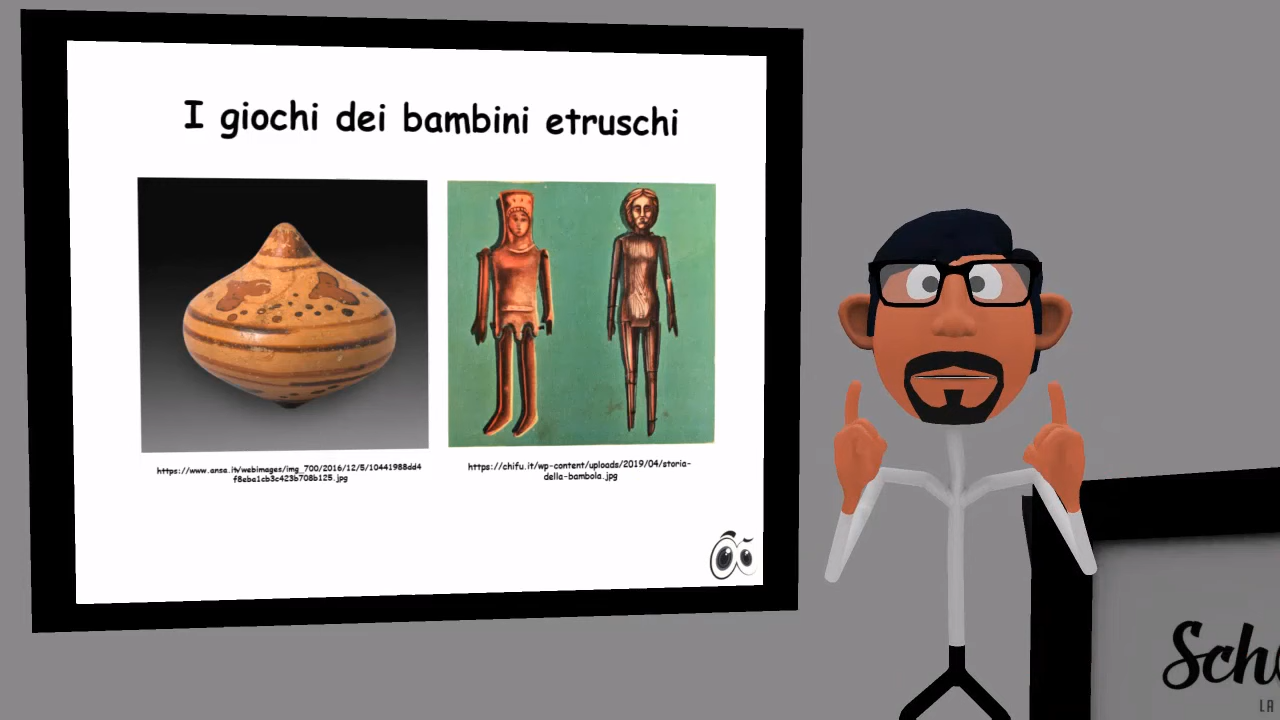 I giochi dei bambini etruschi
https://www.ansa.it/webimages/img_700/2016/12/5/10441988dd4
f8eba1cb3c423b708b125.jpg
https://chifu.it/wp-content/uploads/2019/04/storia-
della-bambola.jpg
LA